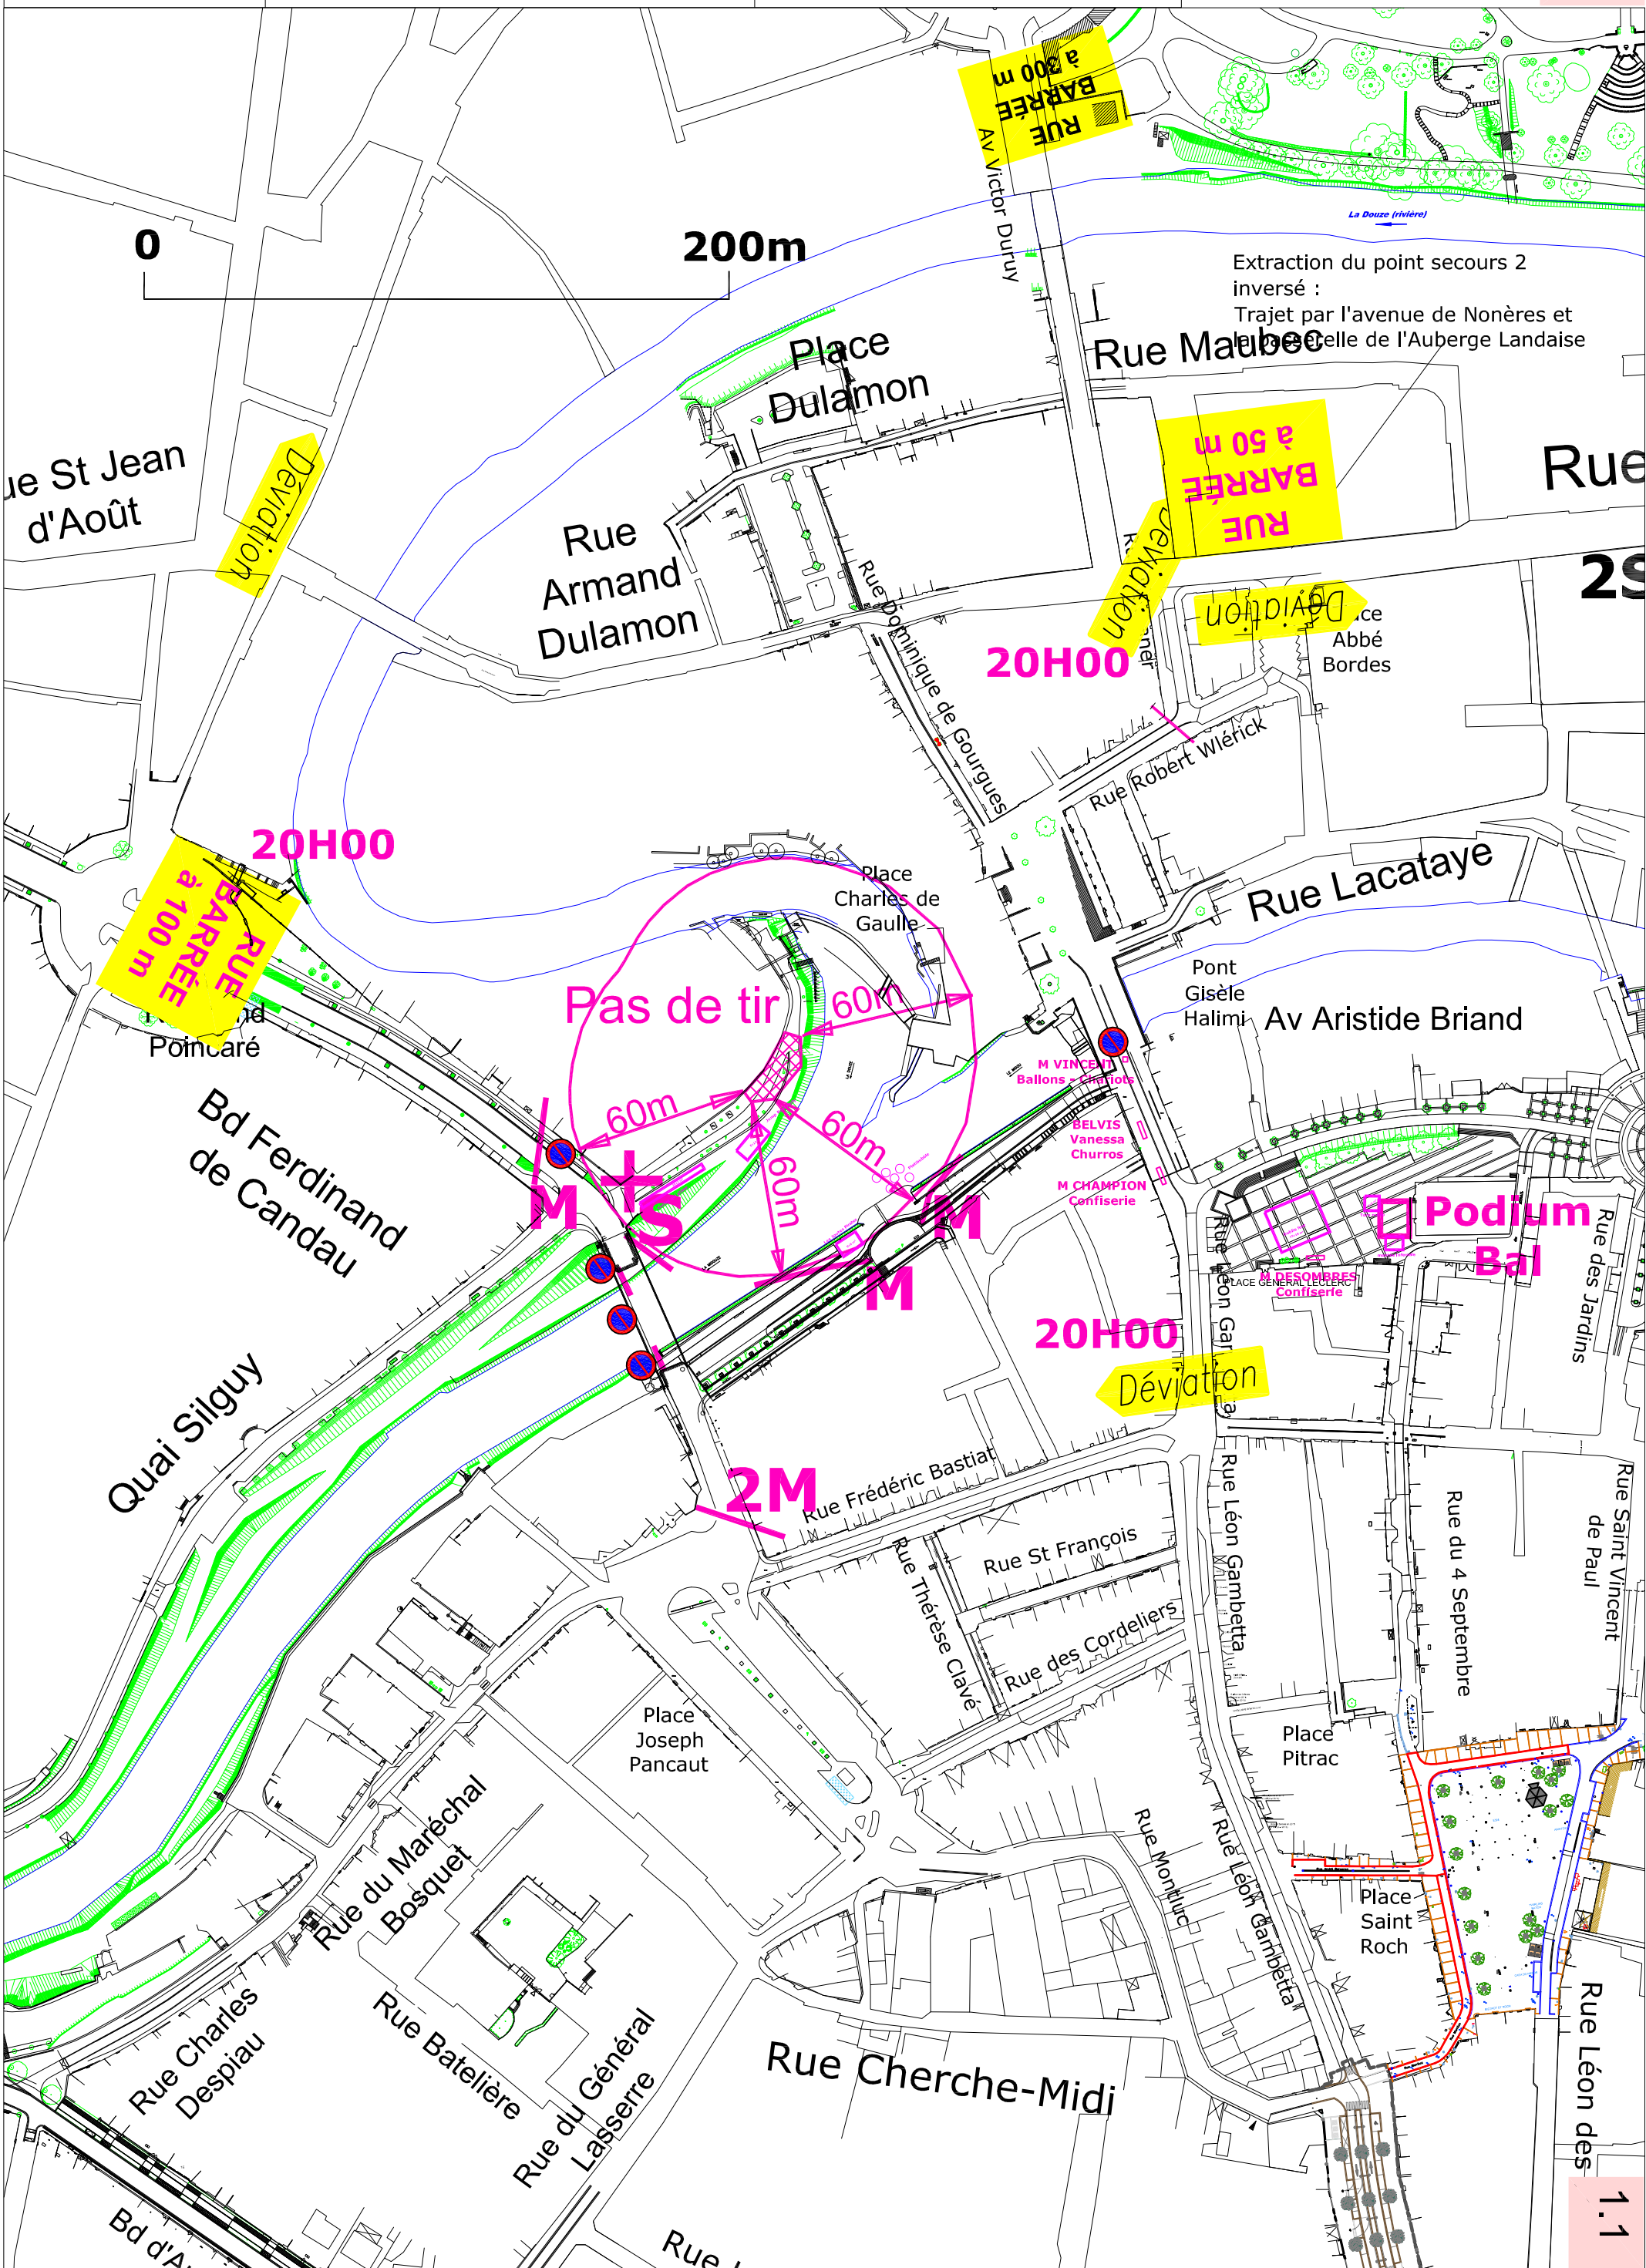 RUE
BARRÉE
à 300 m
Av Victor Duruy
La Douze (rivière)
0
200m
Extraction du point secours 2
inversé :
Trajet par l'avenue de Nonères et
la passerelle de l'Auberge Landaise
Place
Dulamon
Rue Maubec
ue St Jean
d'Août
Déviation
Rue
Armand
Dulamon
RUE
BARRÉE
à 50 m
Rue
2S
Déviation
Déviation
Abbé
Bordes
20H00
Rue Dominique de Gourgues
Rue Robert Wlérick
20H00
RUE
BARRÉE
à 100 m
Poincaré
Place
Charles de
Gaulle
Rue Lacataye
Pas de tir
60m
60m
60m
60m
Pont
Gisèle
Halimi
Av Aristide Briand
M VINCENT
Ballons - Chariots
BELVIS
Vanessa
Churros
M CHAMPION
Confiserie
Bd Ferdinand
de Candau
M
S
M
M
Podium
Bal
M DESOMBRES
Confiserie
PLACE GENERAL LECLERC
Rue des Jardins
20H00
Déviation
Quai Silguy
2M
Rue Frédéric Bastiat
Rue St François
Rue Thérèse Clavé
Rue des Cordeliers
Rue Léon Gambetta
Rue du 4 Septembre
Rue Saint Vincent
de Paul
Place
Joseph
Pancaut
Place
Pitrac
Rue du Maréchal
Bosquet
Rue Montluc
Rue Léon Gambetta
Place
Saint
Roch
Rue Charles
Despiau
Rue Batelière
Rue du Général
Lasserre
Rue Cherche-Midi
Rue Léon des
1.1
Bd d'A
Rue